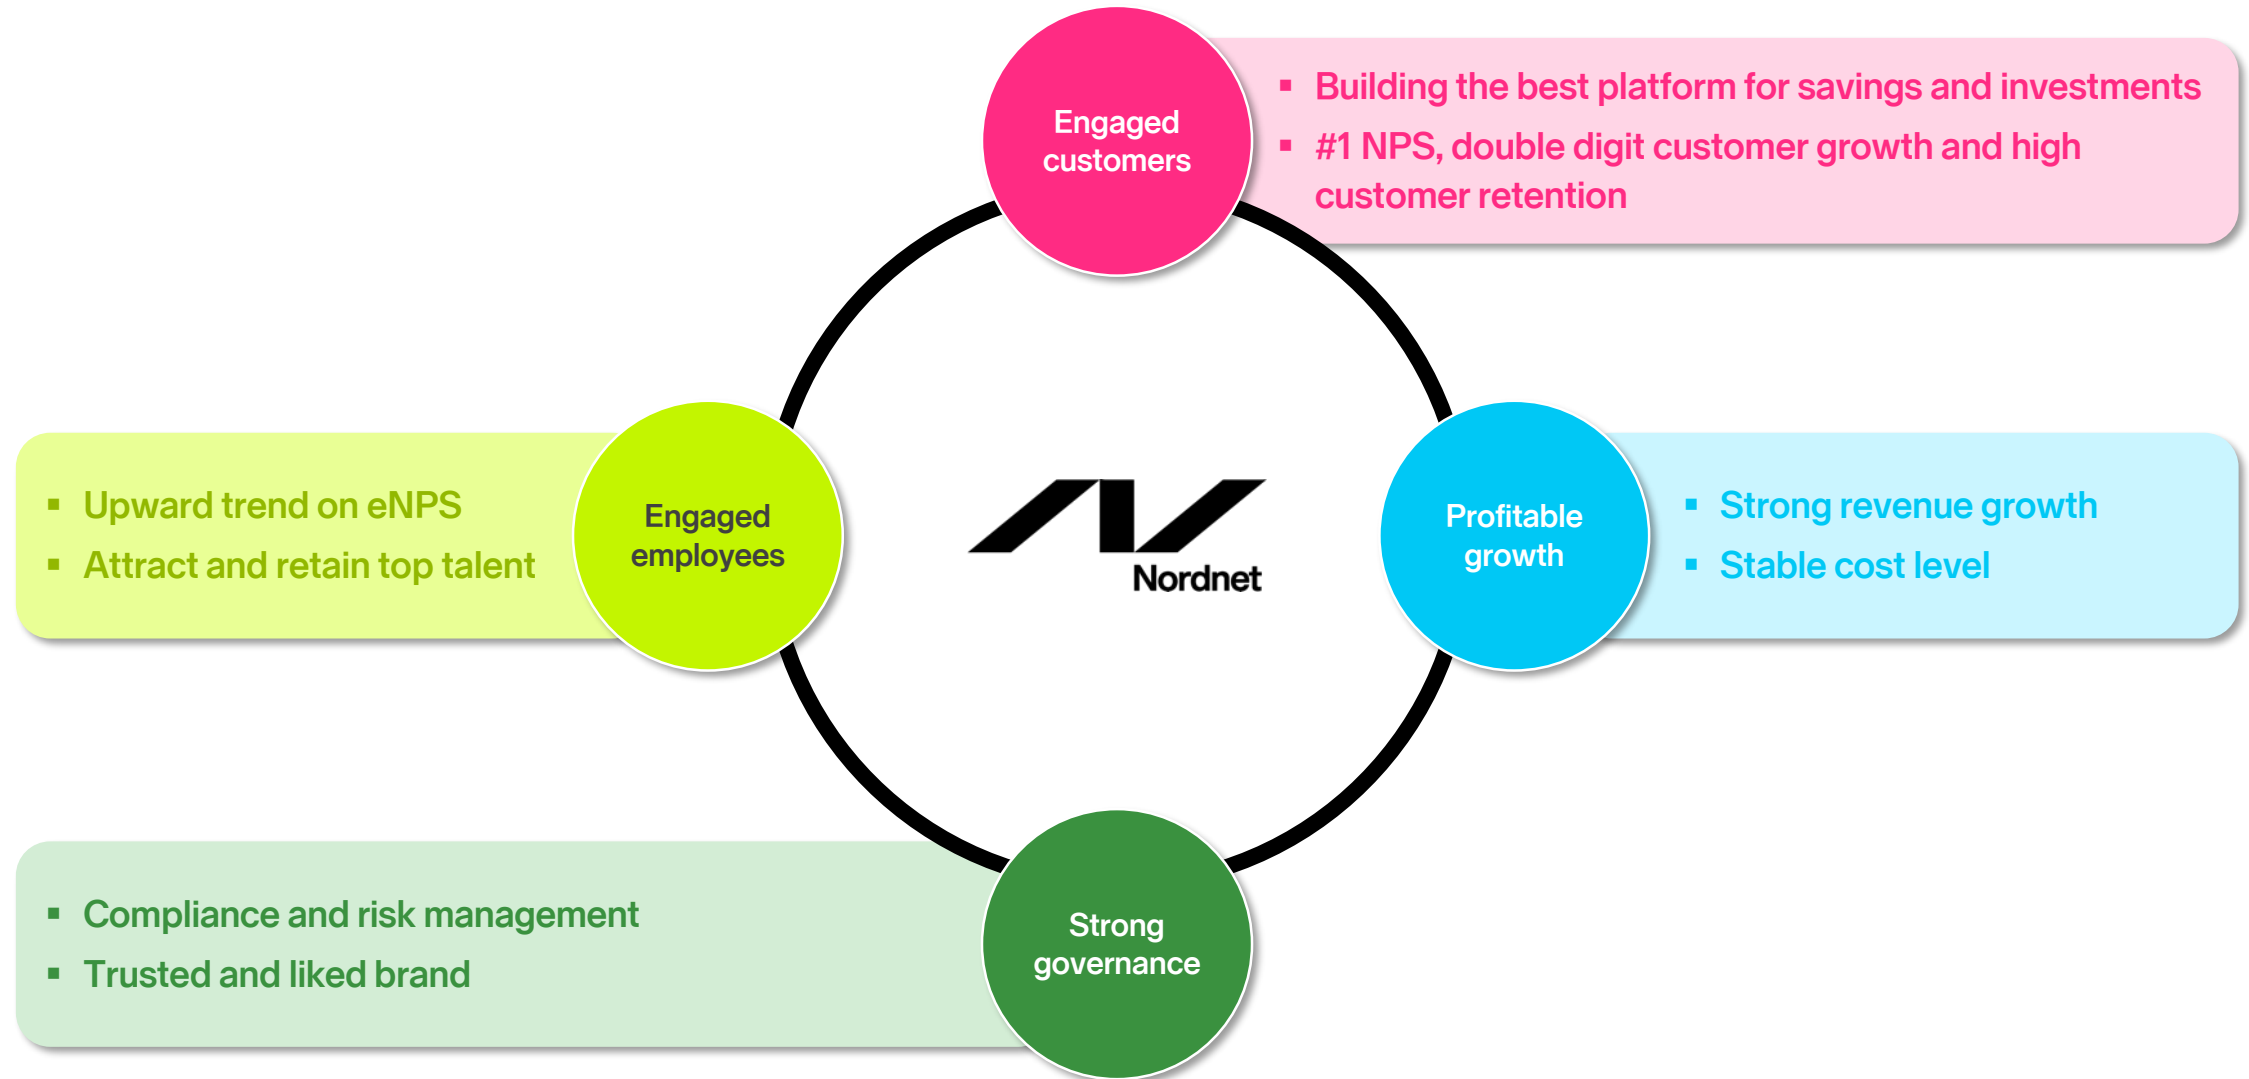 Engaged
customers
▪ Building the best platform for savings and investments
▪ #1 NPS, double digit customer growth and high
customer retention
▪ Upward trend on eNPS
▪ Attract and retain top talent
Engaged
employees
Nordnet
Profitable
growth
▪ Strong revenue growth
▪ Stable cost level
▪ Compliance and risk management
▪ Trusted and liked brand
Strong
governance